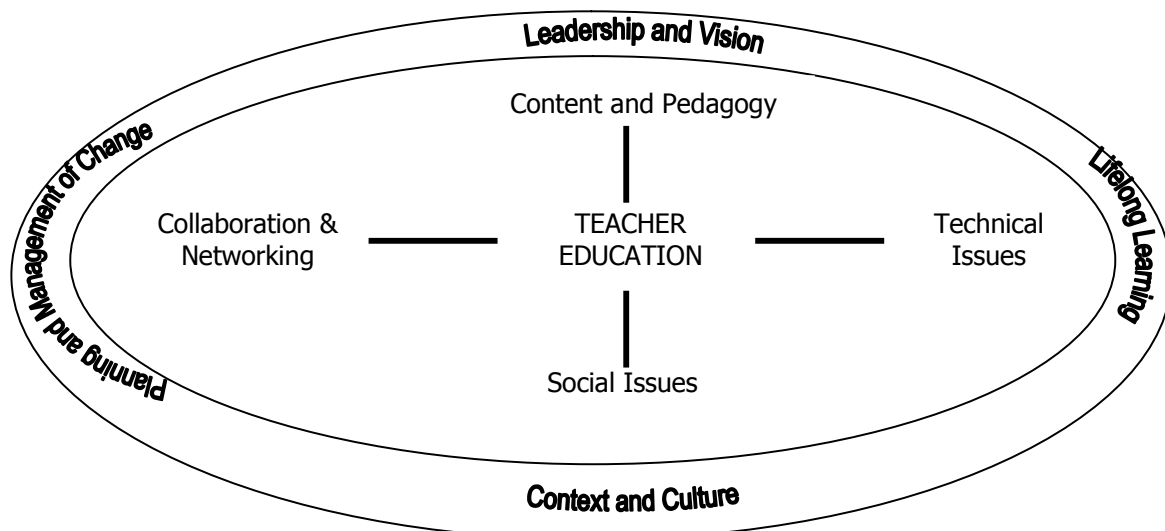 Leadership and Vision
Content and Pedagogy
Planning and Management of Change
Lifelong Learning
Collaboration &
Networking
TEACHER
EDUCATION
Technical
Issues
Social Issues
Context and Culture